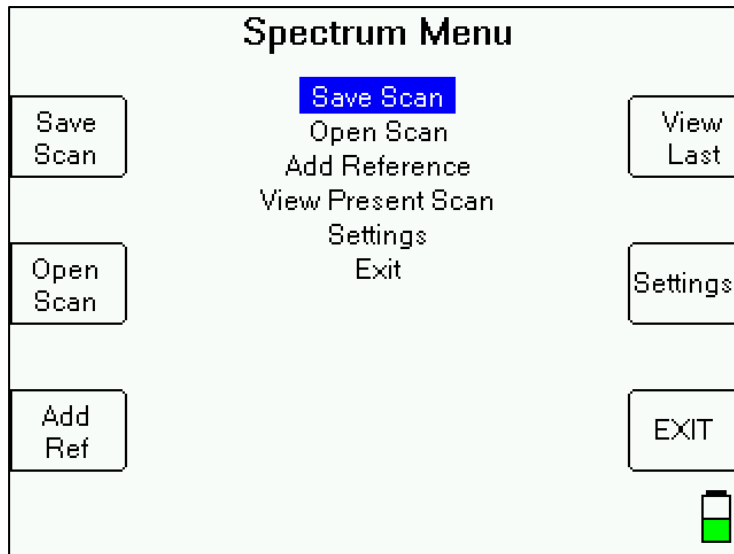 Spectrum Menu
Save Scan
Open Scan
Add Reference
View Present Scan
Settings
Exit
Save
Scan
Open
Scan
Add
Ref
View
Last
Settings
EXIT